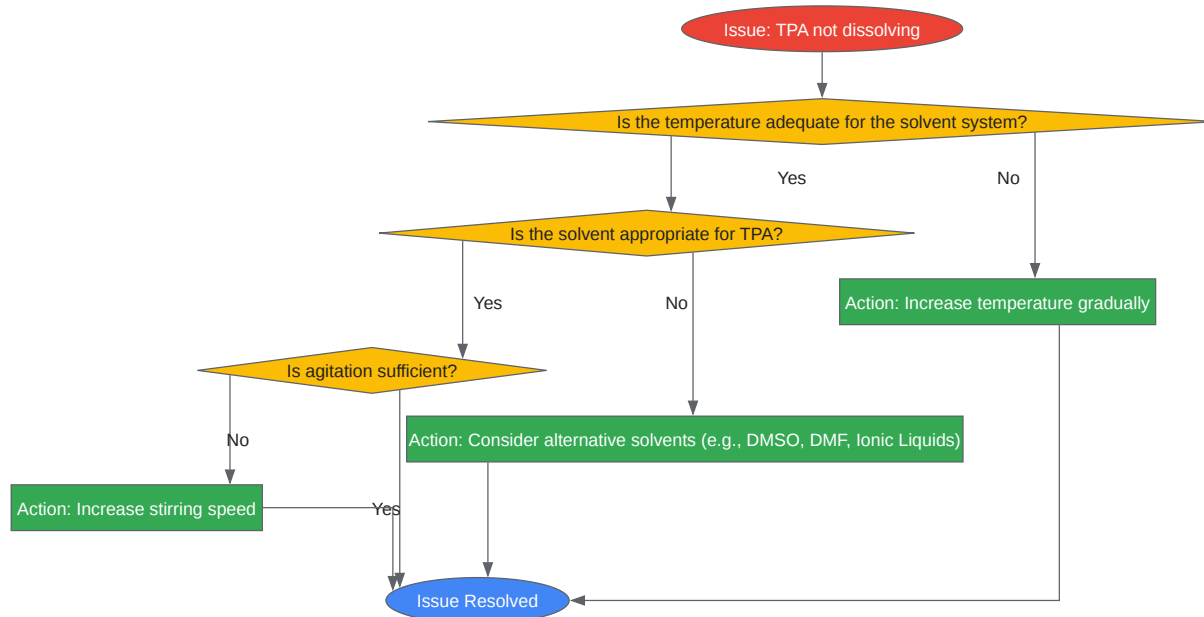 Issue: TPA not dissolving
Is the temperature adequate for the solvent system?
Yes
No
Is the solvent appropriate for TPA?
Action: Increase temperature gradually
Yes
No
Is agitation sufficient?
No
Action: Consider alternative solvents (e.g., DMSO, DMF, Ionic Liquids)
Action: Increase stirring speed
Yes
Issue Resolved